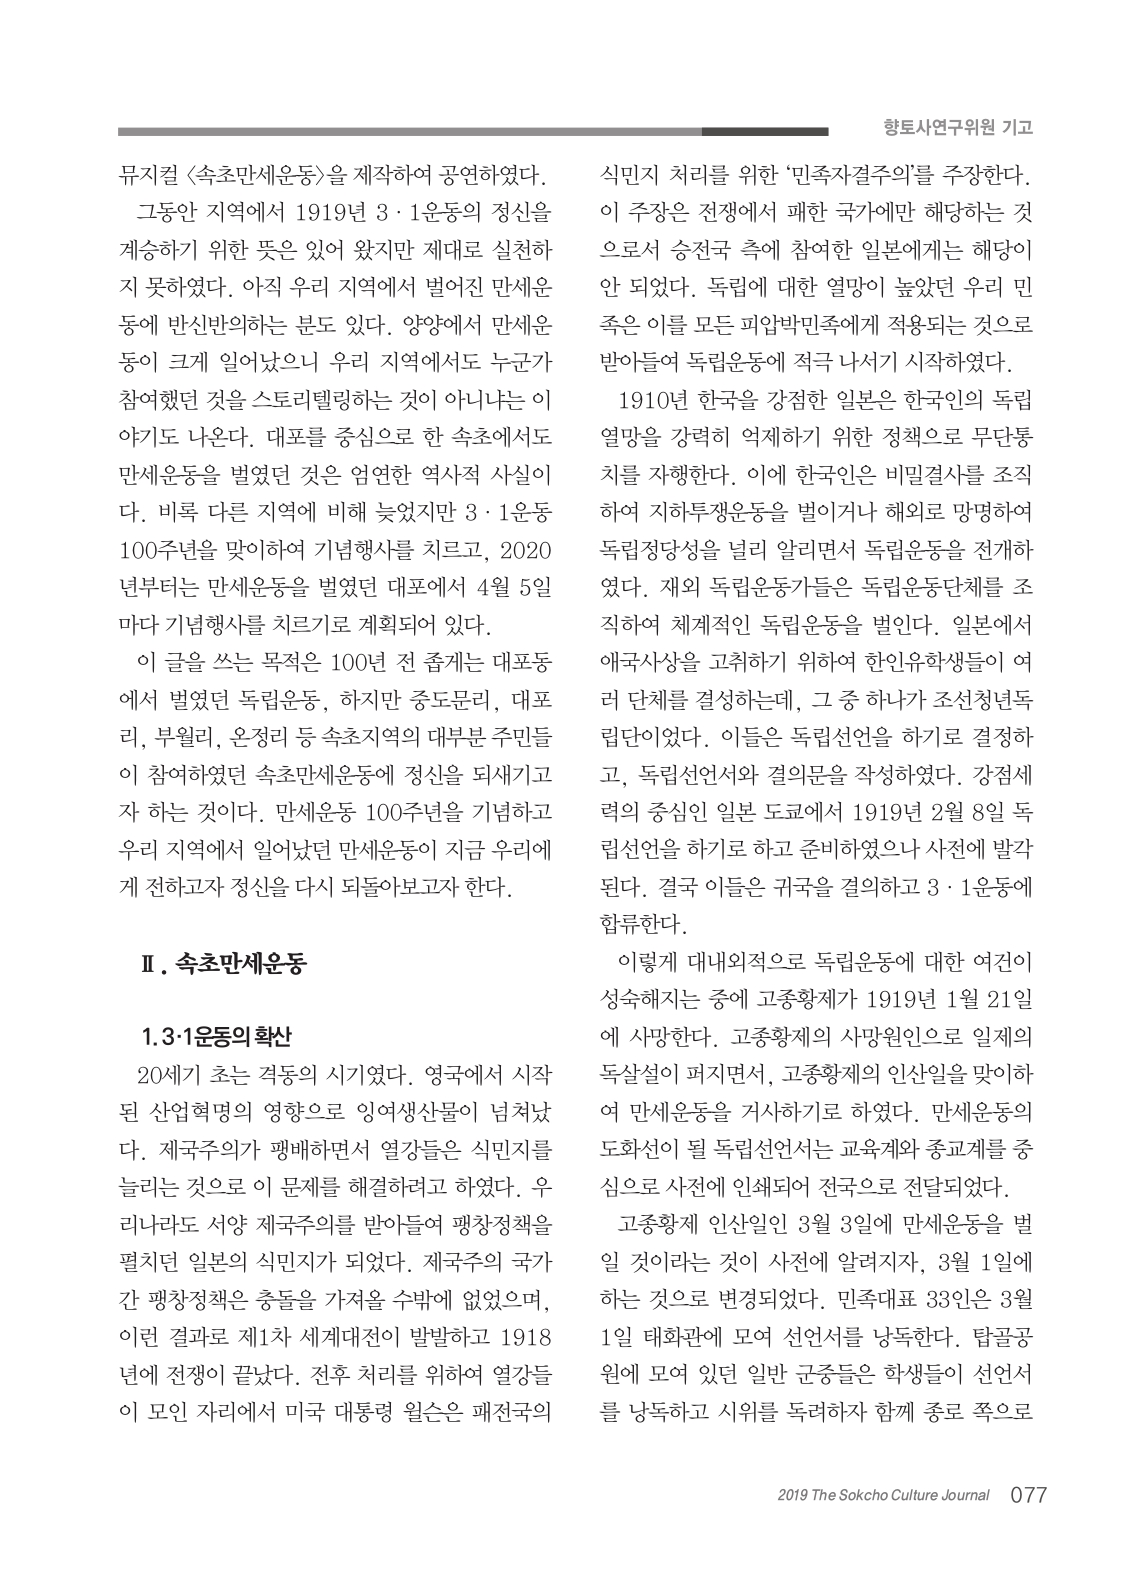 향토사연구위원 기고
뮤지컬 〈속초만세운동〉을 제작하여 공연하였다.
그동안 지역에서 1919년 3·1운동의 정신을
계승하기 위한 뜻은 있어 왔지만 제대로 실천하
지 못하였다. 아직 우리 지역에서 벌어진 만세운
동에 반신반의하는 분도 있다. 양양에서 만세운
동이 크게 일어났으니 우리 지역에서도 누군가
참여했던 것을 스토리텔링하는 것이 아니냐는 이
야기도 나온다. 대포를 중심으로 한 속초에서도
만세운동을 벌였던 것은 엄연한 역사적 사실이
다. 비록 다른 지역에 비해 늦었지만 3·1운동
100주년을 맞이하여 기념행사를 치르고, 2020
년부터는 만세운동을 벌였던 대포에서 4월 5일
마다 기념행사를 치르기로 계획되어 있다.
이 글을 쓰는 목적은 100년 전 좁게는 대포동
에서 벌였던 독립운동, 하지만 중도문리, 대포
리, 부월리, 온정리 등 속초지역의 대부분 주민들
이 참여하였던 속초만세운동에 정신을 되새기고
자 하는 것이다. 만세운동 100주년을 기념하고
우리 지역에서 일어났던 만세운동이 지금 우리에
게 전하고자 정신을 다시 되돌아보고자 한다.
Ⅱ. 속초만세운동
1. 3·1운동의 확산
20세기 초는 격동의 시기였다. 영국에서 시작
된 산업혁명의 영향으로 잉여생산물이 넘쳐났
다. 제국주의가 팽배하면서 열강들은 식민지를
늘리는 것으로 이 문제를 해결하려고 하였다. 우
리나라도 서양 제국주의를 받아들여 팽창정책을
펼치던 일본의 식민지가 되었다. 제국주의 국가
간 팽창정책은 충돌을 가져올 수밖에 없었으며,
이런 결과로 제1차 세계대전이 발발하고 1918
년에 전쟁이 끝났다. 전후 처리를 위하여 열강들
이 모인 자리에서 미국 대통령 윌슨은 패전국의
식민지 처리를 위한 ‘민족자결주의’를 주장한다.
이 주장은 전쟁에서 패한 국가에만 해당하는 것
으로서 승전국 측에 참여한 일본에게는 해당이
안 되었다. 독립에 대한 열망이 높았던 우리 민
족은 이를 모든 피압박민족에게 적용되는 것으로
받아들여 독립운동에 적극 나서기 시작하였다.
1910년 한국을 강점한 일본은 한국인의 독립
열망을 강력히 억제하기 위한 정책으로 무단통
치를 자행한다. 이에 한국인은 비밀결사를 조직
하여 지하투쟁운동을 벌이거나 해외로 망명하여
독립정당성을 널리 알리면서 독립운동을 전개하
였다. 재외 독립운동가들은 독립운동단체를 조
직하여 체계적인 독립운동을 벌인다. 일본에서
애국사상을 고취하기 위하여 한인유학생들이 여
러 단체를 결성하는데, 그 중 하나가 조선청년독
립단이었다. 이들은 독립선언을 하기로 결정하
고, 독립선언서와 결의문을 작성하였다. 강점세
력의 중심인 일본 도쿄에서 1919년 2월 8일 독
립선언을 하기로 하고 준비하였으나 사전에 발각
된다. 결국 이들은 귀국을 결의하고 3·1운동에
합류한다.
이렇게 대내외적으로 독립운동에 대한 여건이
성숙해지는 중에 고종황제가 1919년 1월 21일
에 사망한다. 고종황제의 사망원인으로 일제의
독살설이 퍼지면서, 고종황제의 인산일을 맞이하
여 만세운동을 거사하기로 하였다. 만세운동의
도화선이 될 독립선언서는 교육계와 종교계를 중
심으로 사전에 인쇄되어 전국으로 전달되었다.
고종황제 인산일인 3월 3일에 만세운동을 벌
일 것이라는 것이 사전에 알려지자, 3월 1일에
하는 것으로 변경되었다. 민족대표 33인은 3월
1일 태화관에 모여 선언서를 낭독한다. 탑골공
원에 모여 있던 일반 군중들은 학생들이 선언서
를 낭독하고 시위를 독려하자 함께 종로 쪽으로
2019 The Sokcho Culture Journal 077